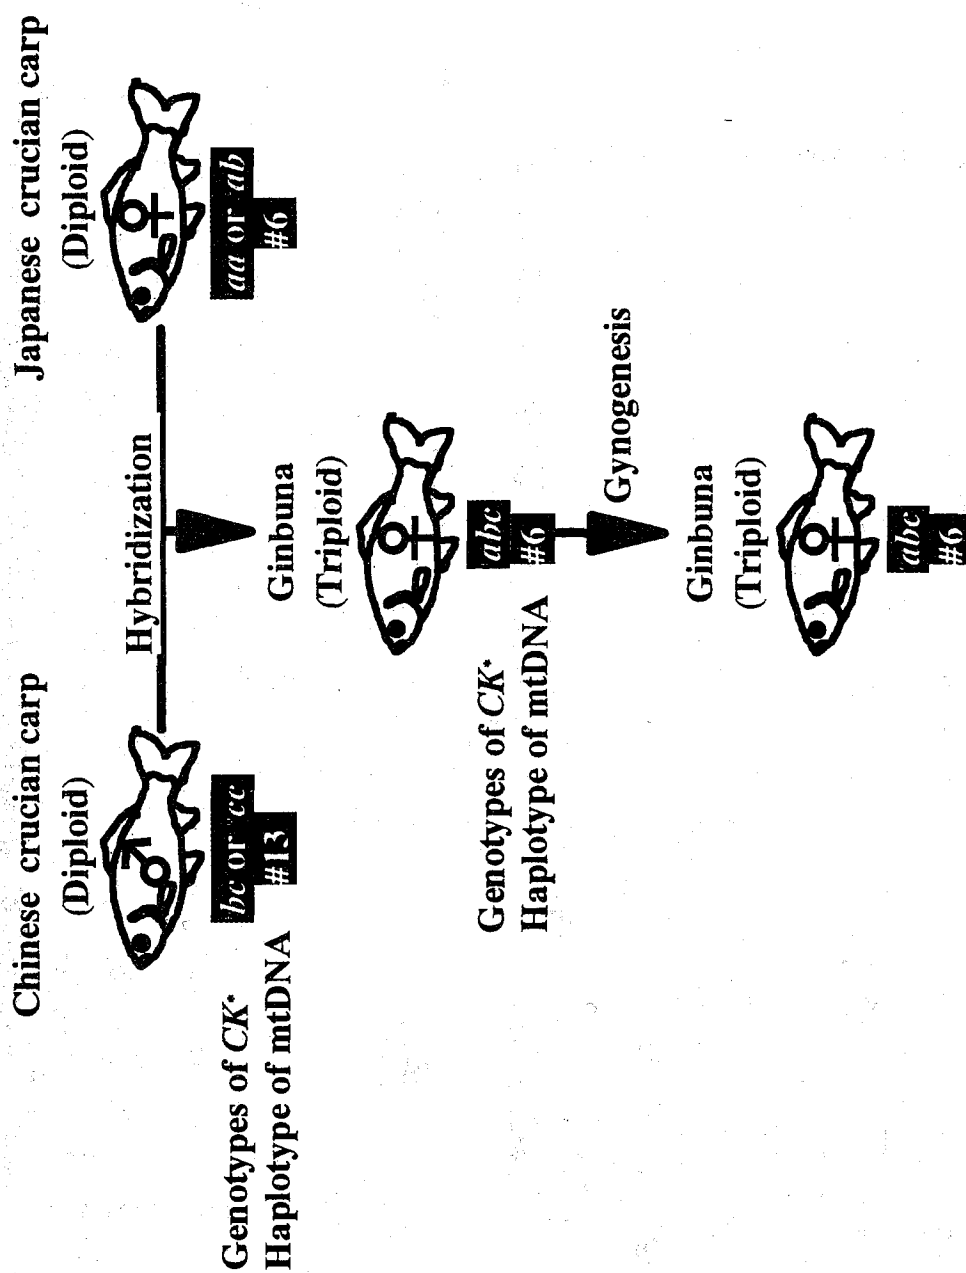 Chinese crucian carp
(Diploid)
Japanese crucian carp
(Diploid)
Hybridization
bc or cc
#13
aa or ab
#6
Genotypes of CK*
Haplotype of mtDNA
Ginbuna
(Triploid)
Genotypes of CK*
Haplotype of mtDNA
abc
#6
Gynogenesis
Ginbuna
(Triploid)
abc
#6